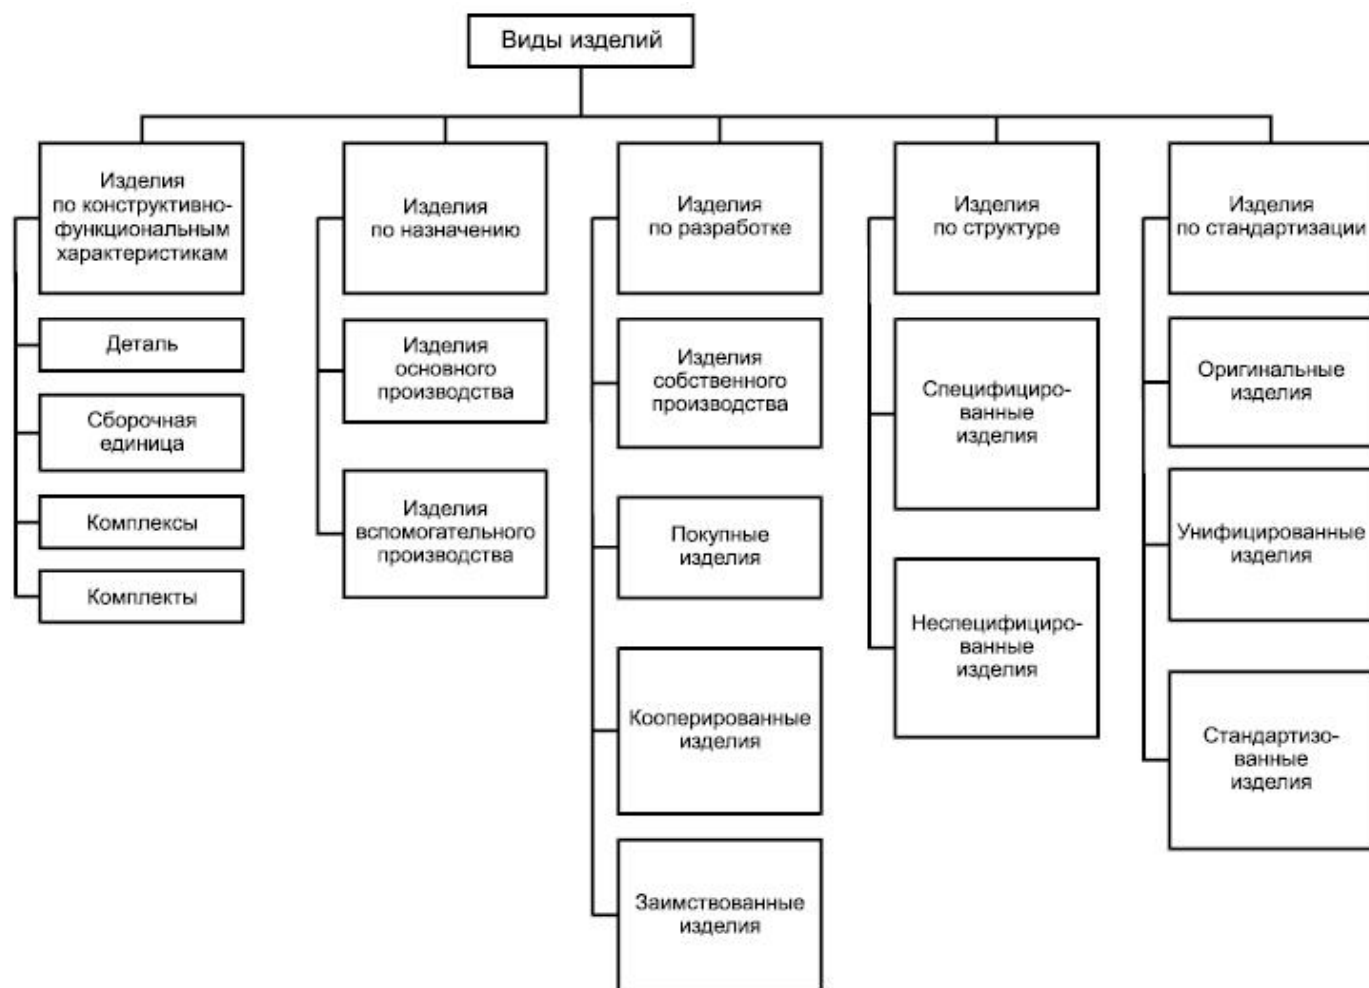 Виды изделий
Изделия
по конструктивно-
функциональным
характеристикам
Деталь
Сборочная
единица
Комплексы
Комплекты
Изделия
по назначению
Изделия
основного
производства
Изделия
вспомогательного
производства
Изделия
по разработке
Изделия
собственного
производства
Покупные
изделия
Кооперированные
изделия
Заимствованные
изделия
Изделия
по структуре
Специфициро-
ванные
изделия
Неспецифициро-
ванные
изделия
Изделия
по стандартизации
Оригинальные
изделия
Унифицированные
изделия
Стандартизо-
ванные
изделия